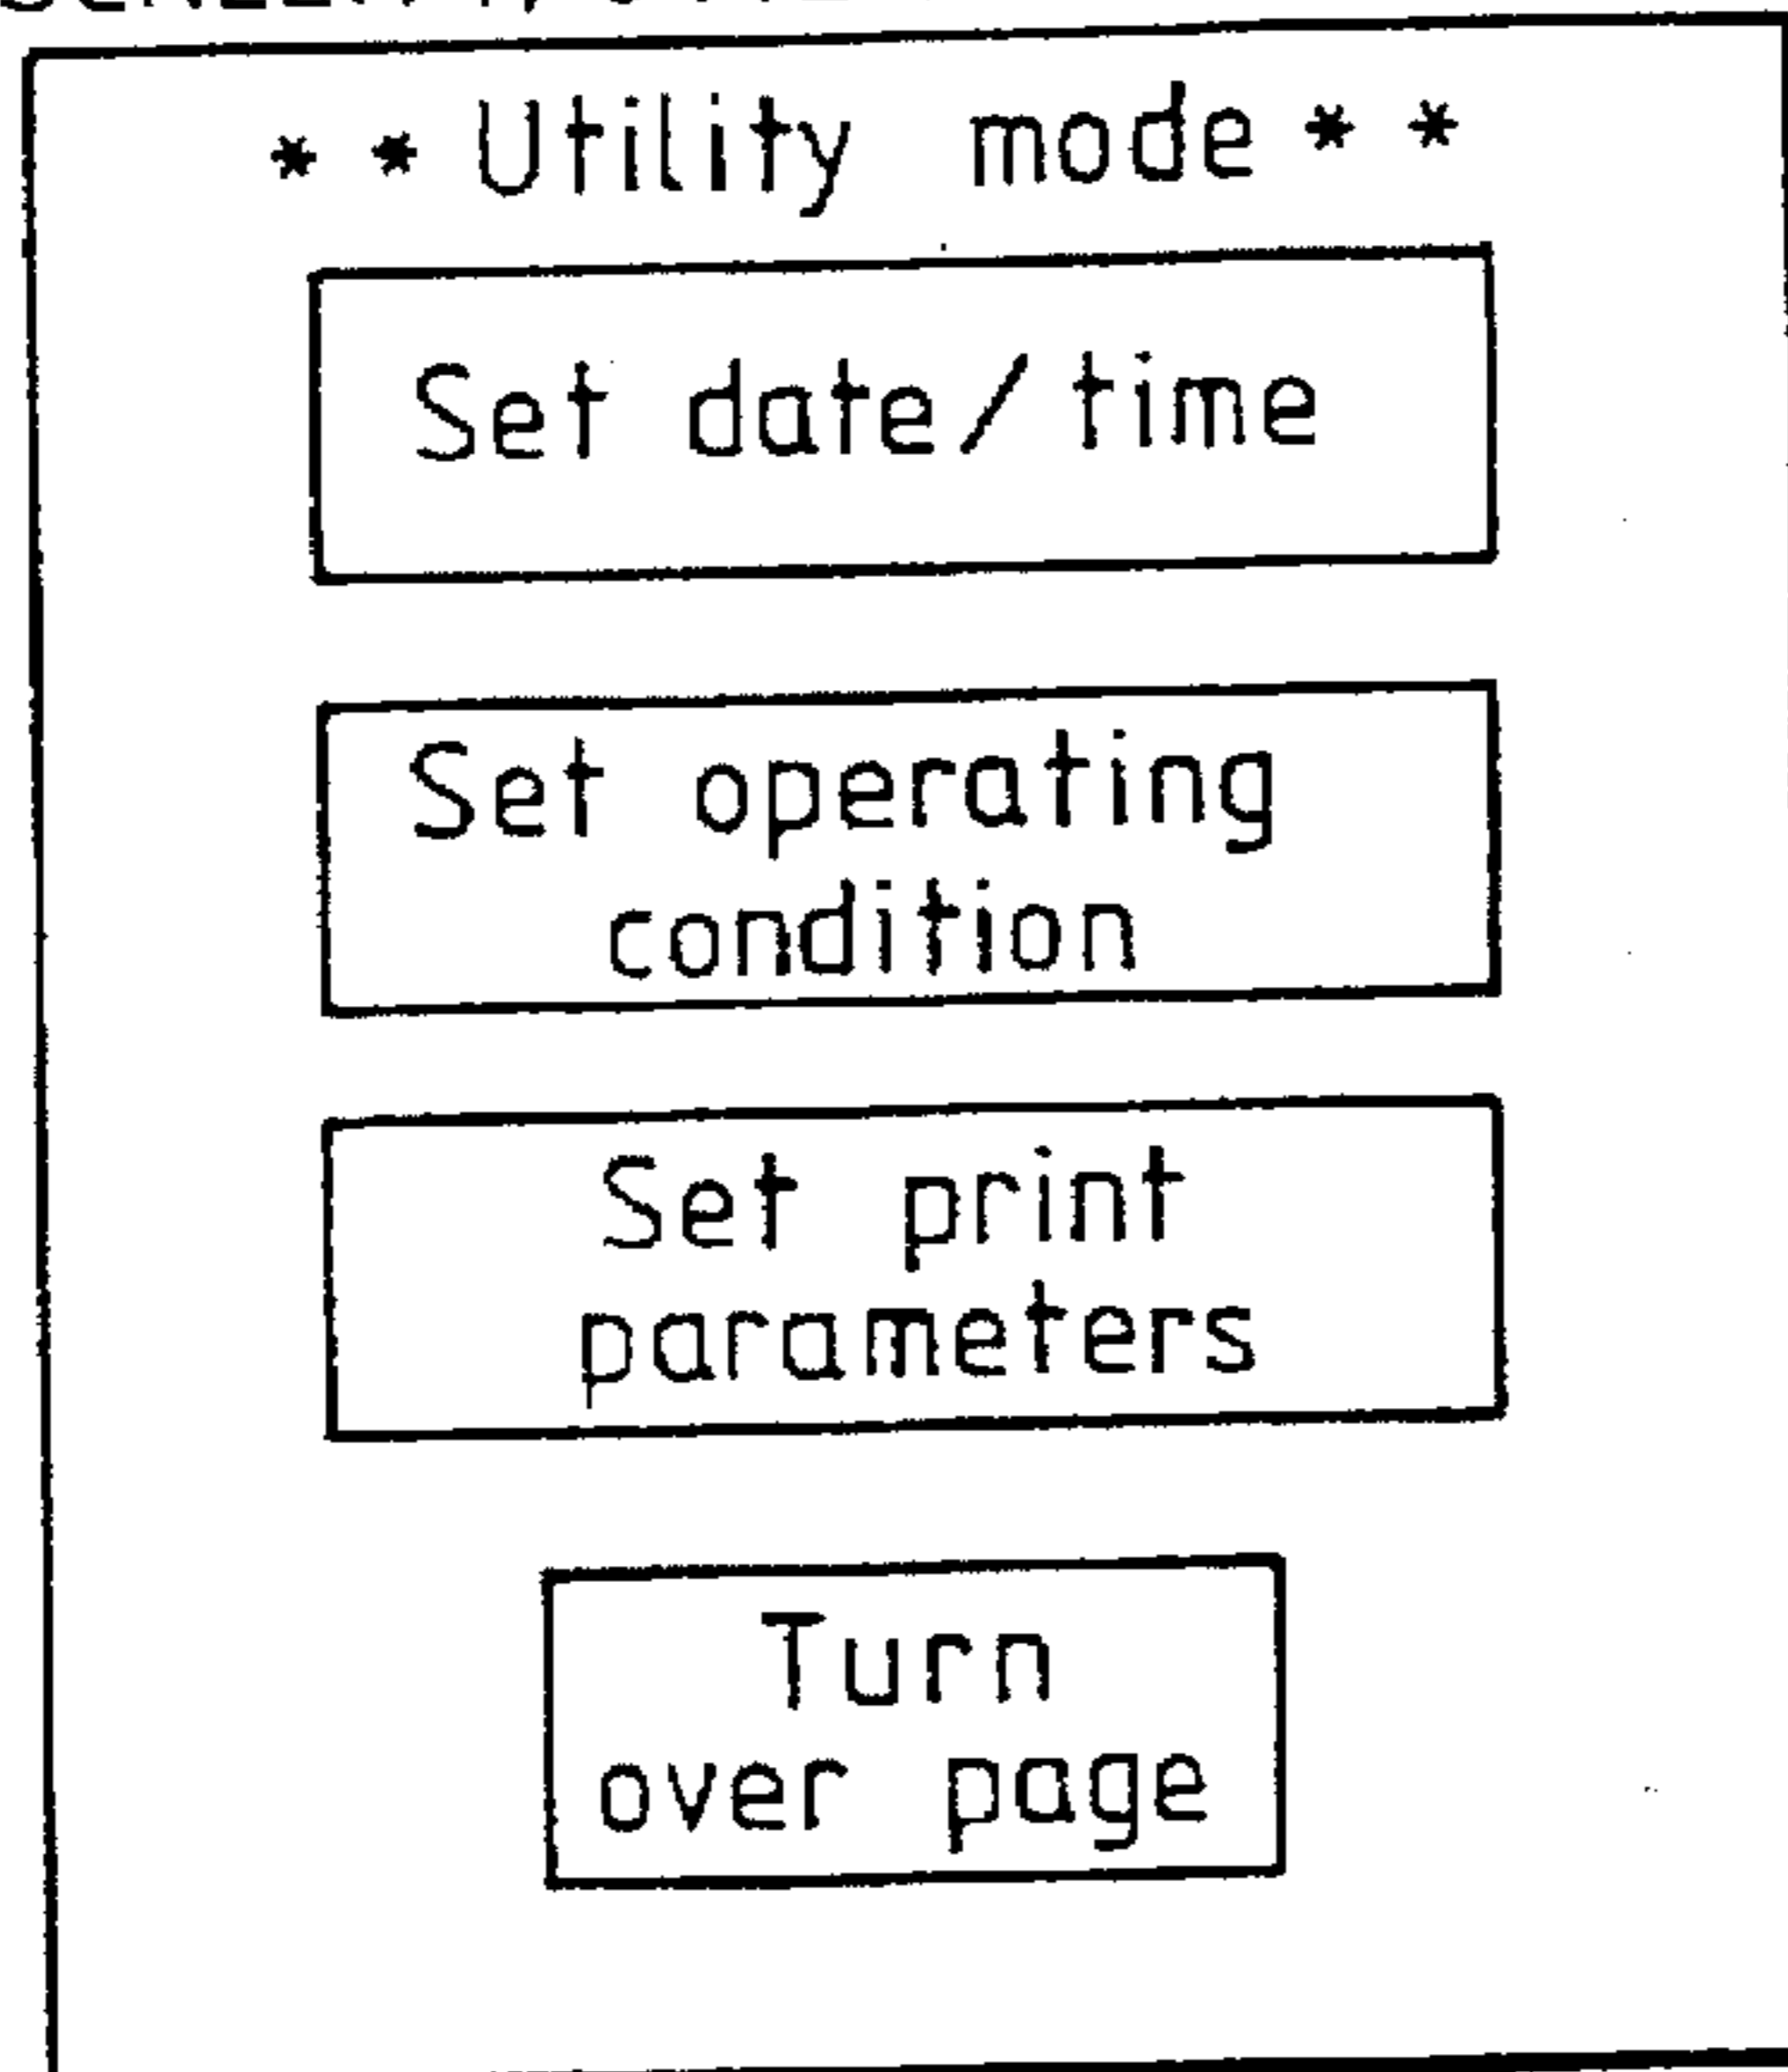 * * Utility mode * *
Set date/time
Set operating
condition
Set print
parameters
Turn
over page